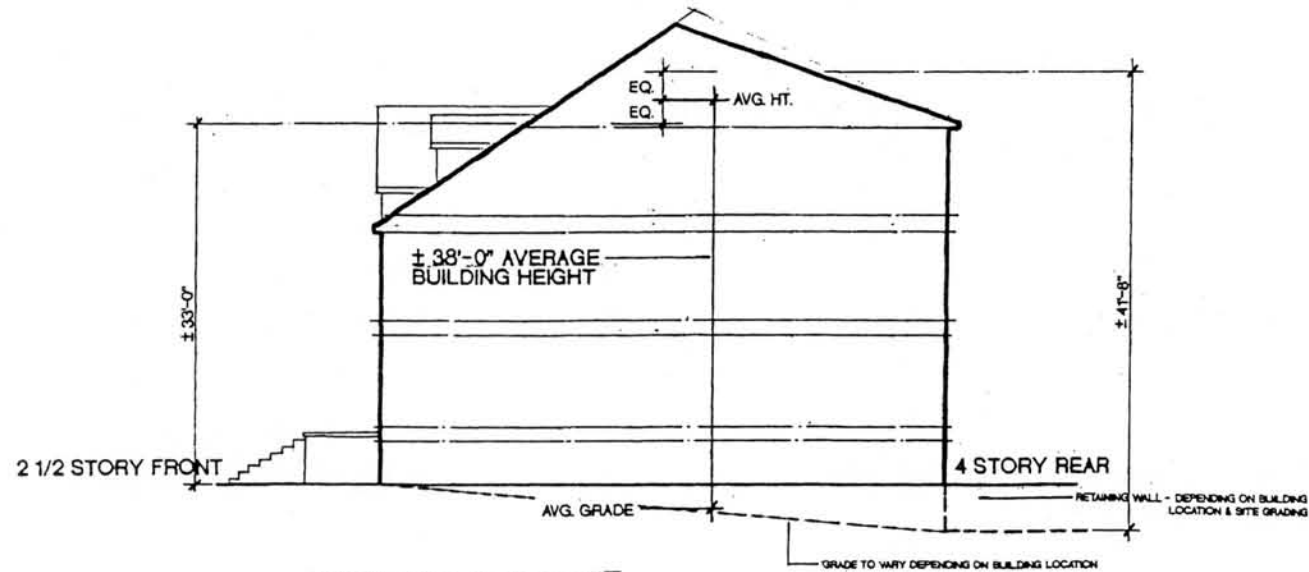 EQ.
AVG. HT.
EQ.
± 38'-0" AVERAGE
BUILDING HEIGHT
± 33'-0"
± 41'-8"
2 1/2 STORY FRONT
4 STORY REAR
RETAINING WALL - DEPENDING ON BUILDING
LOCATION & SITE GRADING
AVG. GRADE
GRADE TO VARY DEPENDING ON BUILDING LOCATION